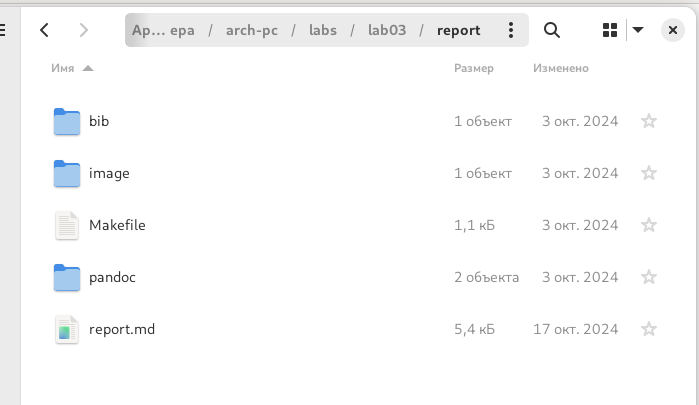 Ар… ера / arch-pc / labs / lab03 / report
Имя Размер Изменено
bib 1 объект 3 окт. 2024
image 1 объект 3 окт. 2024
Makefile 1,1 кБ 3 окт. 2024
pandoc 2 объекта 3 окт. 2024
report.md 5,4 кБ 17 окт. 2024